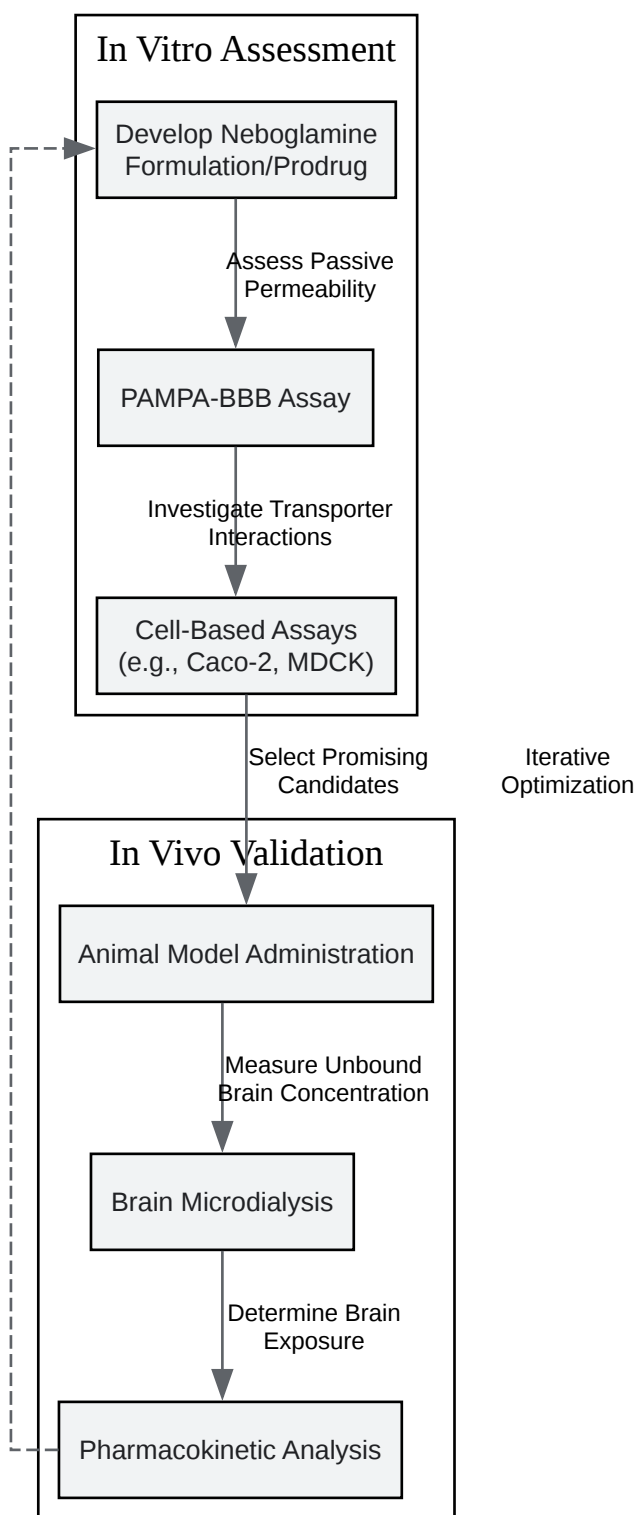 In Vitro Assessment
Develop Neboglamine
Formulation/Prodrug
Assess Passive
Permeability
PAMPA-BBB Assay
Investigate Transporter
Interactions
Cell-Based Assays
(e.g., Caco-2, MDCK)
Select Promising
Candidates
Iterative
Optimization
In Vivo Validation
Animal Model Administration
Measure Unbound
Brain Concentration
Brain Microdialysis
Determine Brain
Exposure
Pharmacokinetic Analysis